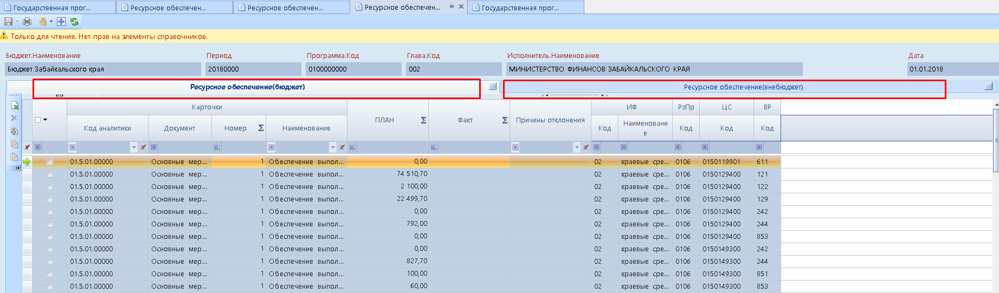 Государственная прог...
Ресурсное обеспечен...
Ресурсное обеспечен...
Ресурсное обеспечен...
Государственная прог...
Только для чтения. Нет прав на элементы справочников.
Бюджет.Наименование Период Программа.Код Глава.Код Исполнитель.Наименование Дата
Бюджет Забайкальского края 20180000 0100000000 002 МИНИСТЕРСТВО ФИНАНСОВ ЗАБАЙКАЛЬСКОГО КРАЯ 01.01.2018
Ресурсное обеспечение(бюджет) Ресурсное обеспечение(внебюджет)
Карточки ПЛАН Σ Факт Σ Причины отклонения ИФ РзПр ЦС ВР
Код аналитики Документ Номер Σ Наименование Код Наименовани
е Код Код Код
01.5.01.00000 Основные мер... 1 Обеспечение выпол... 0,00 02 краевые сре... 0106 0150119901 611
01.5.01.00000 Основные мер... 1 Обеспечение выпол... 74 510,70 02 краевые сре... 0106 0150129400 121
01.5.01.00000 Основные мер... 1 Обеспечение выпол... 2 100,00 02 краевые сре... 0106 0150129400 122
01.5.01.00000 Основные мер... 1 Обеспечение выпол... 22 499,70 02 краевые сре... 0106 0150129400 129
01.5.01.00000 Основные мер... 1 Обеспечение выпол... 0,00 02 краевые сре... 0106 0150129400 242
01.5.01.00000 Основные мер... 1 Обеспечение выпол... 792,00 02 краевые сре... 0106 0150129400 244
01.5.01.00000 Основные мер... 1 Обеспечение выпол... 0,00 02 краевые сре... 0106 0150129400 853
01.5.01.00000 Основные мер... 1 Обеспечение выпол... 0,00 02 краевые сре... 0106 0150149300 242
01.5.01.00000 Основные мер... 1 Обеспечение выпол... 827,70 02 краевые сре... 0106 0150149300 244
01.5.01.00000 Основные мер... 1 Обеспечение выпол... 100,00 02 краевые сре... 0106 0150149300 851
01.5.01.00000 Основные мер... 1 Обеспечение выпол... 60,00 02 краевые сре... 0106 0150149300 853